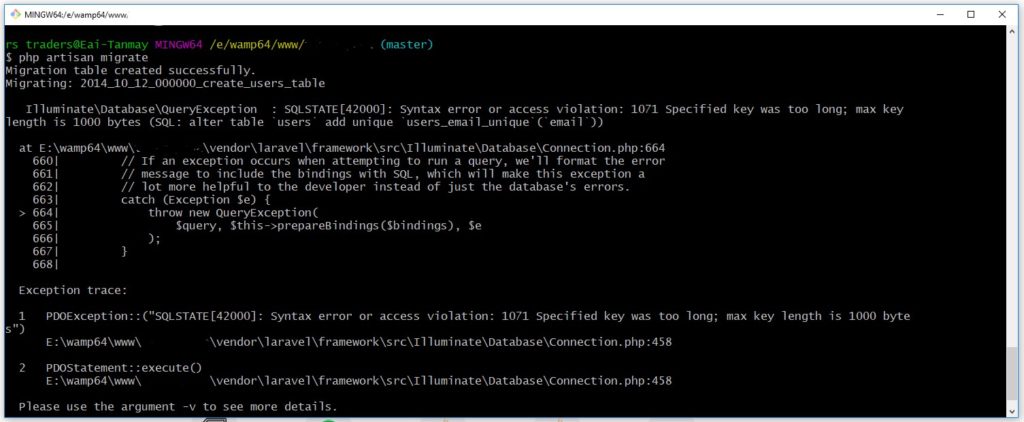 MINGW64:/e/wamp64/www,
rs traders@Eai-Tanmay MINGW64 /e/wamp64/www/ (master)
$ php artisan migrate
Migration table created successfully.
Migrating: 2014_10_12_000000_create_users_table
Illuminate\Database\QueryException  : SQLSTATE[42000]: Syntax error or access violation: 1071 Specified key was too long; max key
length is 1000 bytes (SQL: alter table `users` add unique `users_email_unique`(`email`))
at E:\wamp64\www\ \vendor\laravel\framework\src\Illuminate\Database\Connection.php:664
660|         // If an exception occurs when attempting to run a query, we'll format the error
661|         // message to include the bindings with SQL, which will make this exception a
662|         // lot more helpful to the developer instead of just the database's errors.
663|         catch (Exception $e) {
> 664|             throw new QueryException(
665|                 $query, $this->prepareBindings($bindings), $e
666|             );
667|         }
668|
Exception trace:
1   PDOException::("SQLSTATE[42000]: Syntax error or access violation: 1071 Specified key was too long; max key length is 1000 byte
s")
E:\wamp64\www\ \vendor\laravel\framework\src\Illuminate\Database\Connection.php:458
2   PDOStatement::execute()
E:\wamp64\www\ \vendor\laravel\framework\src\Illuminate\Database\Connection.php:458
Please use the argument -v to see more details.